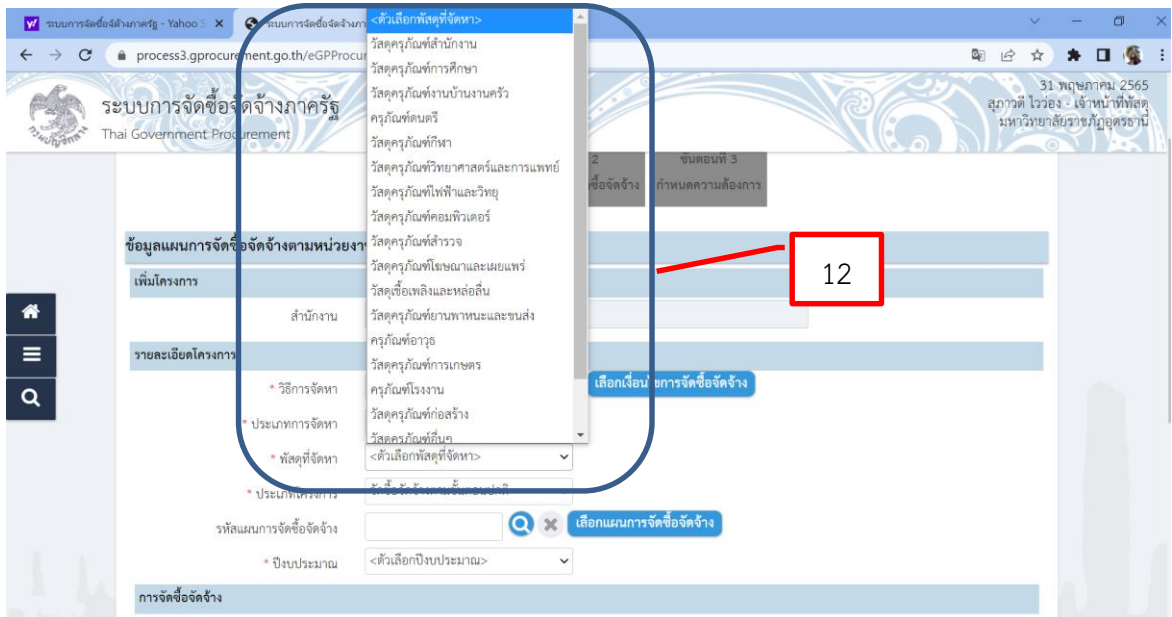 ระบบการจัดซื้อจัดจ้างภาครัฐ - Yahoo S
ระบบการจัดซื้อจัดจ้างภา
process3.gprocurement.go.th/eGPProcur
ระบบการจัดซื้อจัดจ้างภาครัฐ
Thai Government Procurement
31 พฤษภาคม 2565
สุภาวดี ไวว่อง - เจ้าหน้าที่พัสดุ
มหาวิทยาลัยราชภัฏอุดรธานี
<ตัวเลือกพัสดุที่จัดหา>
วัสดุครุภัณฑ์สำนักงาน
วัสดุครุภัณฑ์การศึกษา
วัสดุครุภัณฑ์งานบ้านงานครัว
ครุภัณฑ์ดนตรี
วัสดุครุภัณฑ์กีฬา
วัสดุครุภัณฑ์วิทยาศาสตร์และการแพทย์
วัสดุครุภัณฑ์ไฟฟ้าและวิทยุ
วัสดุครุภัณฑ์คอมพิวเตอร์
วัสดุครุภัณฑ์สำรวจ
วัสดุครุภัณฑ์โฆษณาและเผยแพร่
วัสดุเชื้อเพลิงและหล่อลื่น
วัสดุครุภัณฑ์ยานพาหนะและขนส่ง
ครุภัณฑ์อาวุธ
วัสดุครุภัณฑ์การเกษตร
ครุภัณฑ์โรงงาน
วัสดุครุภัณฑ์ก่อสร้าง
วัสดุครุภัณฑ์อื่นๆ
2
ซื้อจัดจ้าง
ขั้นตอนที่ 3
กำหนดความต้องการ
12
ข้อมูลแผนการจัดซื้อจัดจ้างตามหน่วยงา
เพิ่มโครงการ
สำนักงาน
รายละเอียดโครงการ
* วิธีการจัดหา
เลือกเงื่อนไขการจัดซื้อจัดจ้าง
* ประเภทการจัดหา
* พัสดุที่จัดหา <ตัวเลือกพัสดุที่จัดหา>
* ประเภทโครงการ จัดซื้อจัดจ้างตามขั้นตอนปกติ
รหัสแผนการจัดซื้อจัดจ้าง เลือกแผนการจัดซื้อจัดจ้าง
* ปีงบประมาณ <ตัวเลือกปีงบประมาณ>
การจัดซื้อจัดจ้าง